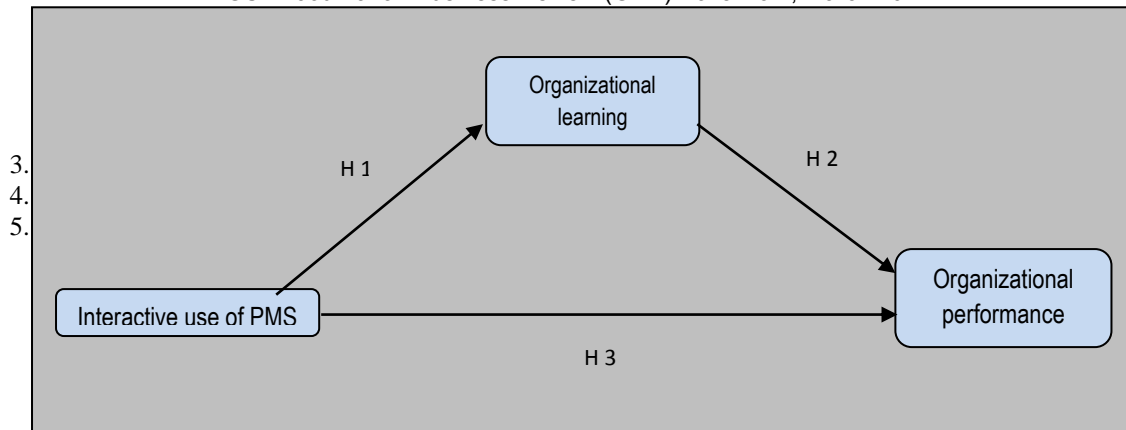 Organizational
learning
H 1
H 2
3.
4.
5.
Organizational
performance
Interactive use of PMS
H 3